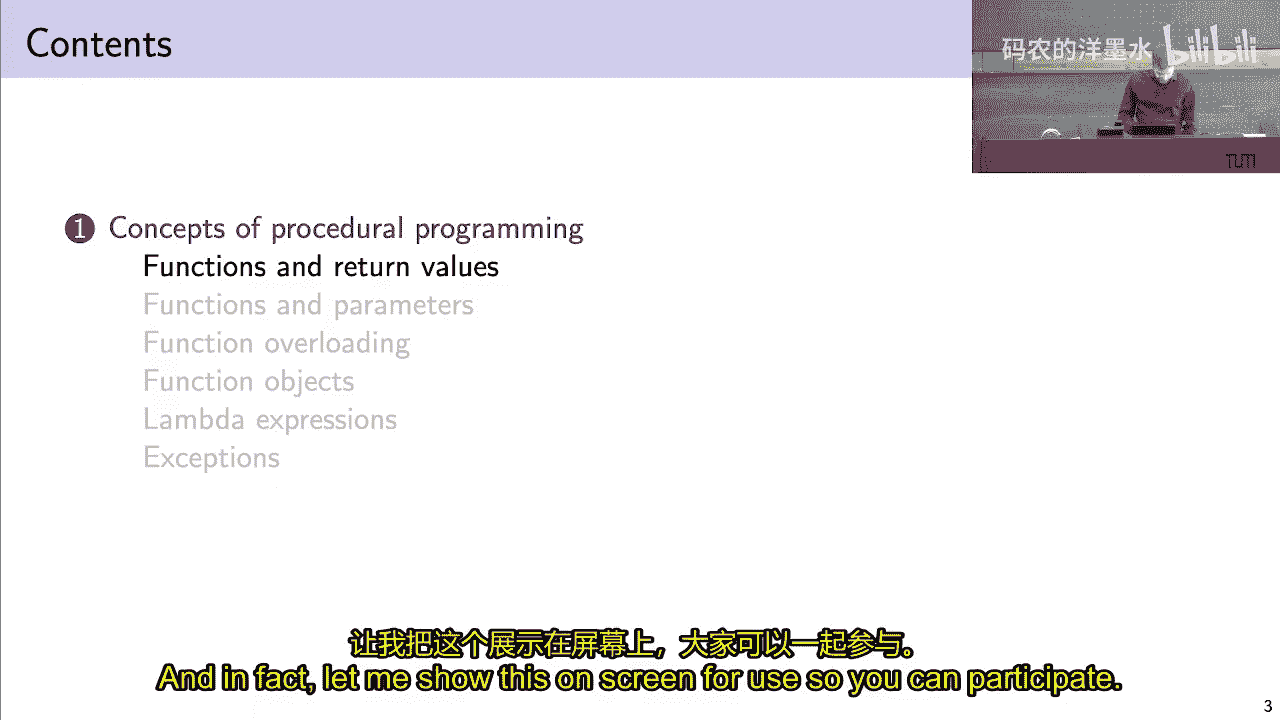 Contents
码农的洋墨水 bilibili
TUM
1 Concepts of procedural programming
Functions and return values
Functions and parameters
Function overloading
Function objects
Lambda expressions
Exceptions
让我把这个展示在屏幕上，大家可以一起参与。
And in fact, let me show this on screen for use so you can participate.
3